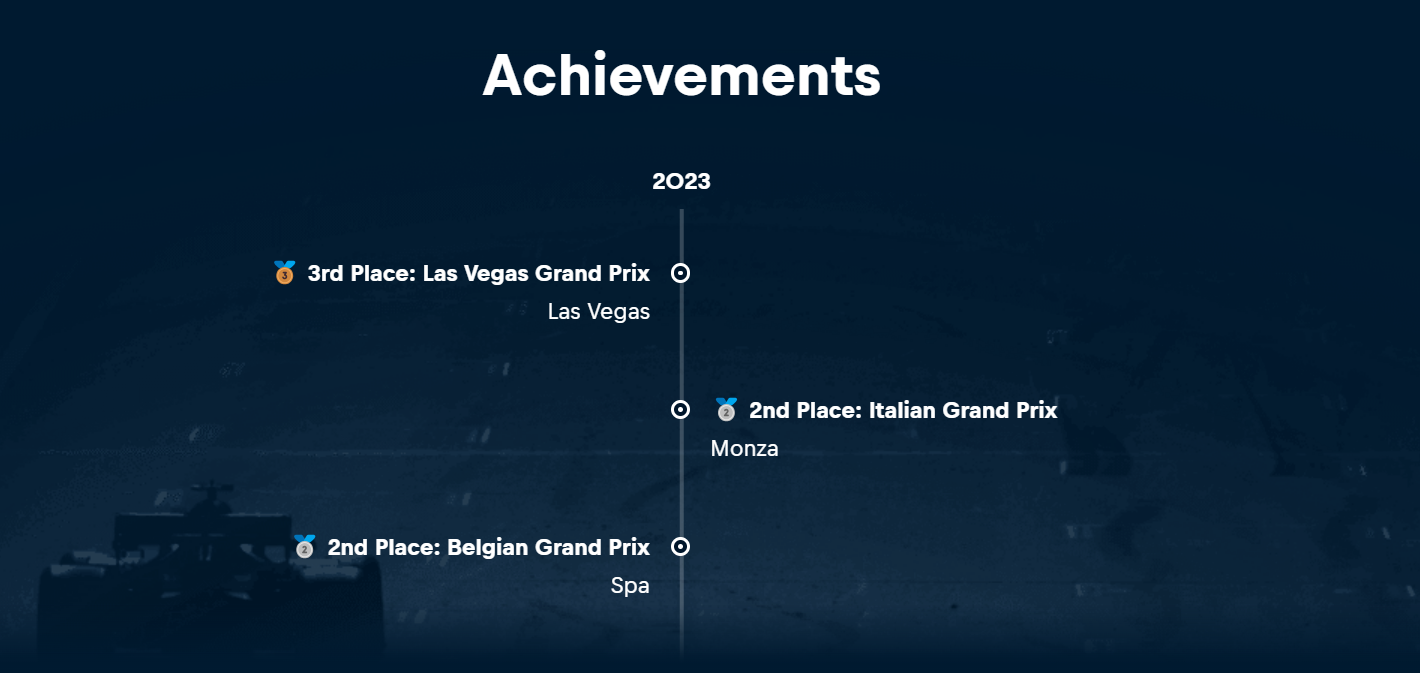 Achievements
2023
3rd Place: Las Vegas Grand Prix
Las Vegas
2nd Place: Italian Grand Prix
Monza
2nd Place: Belgian Grand Prix
Spa